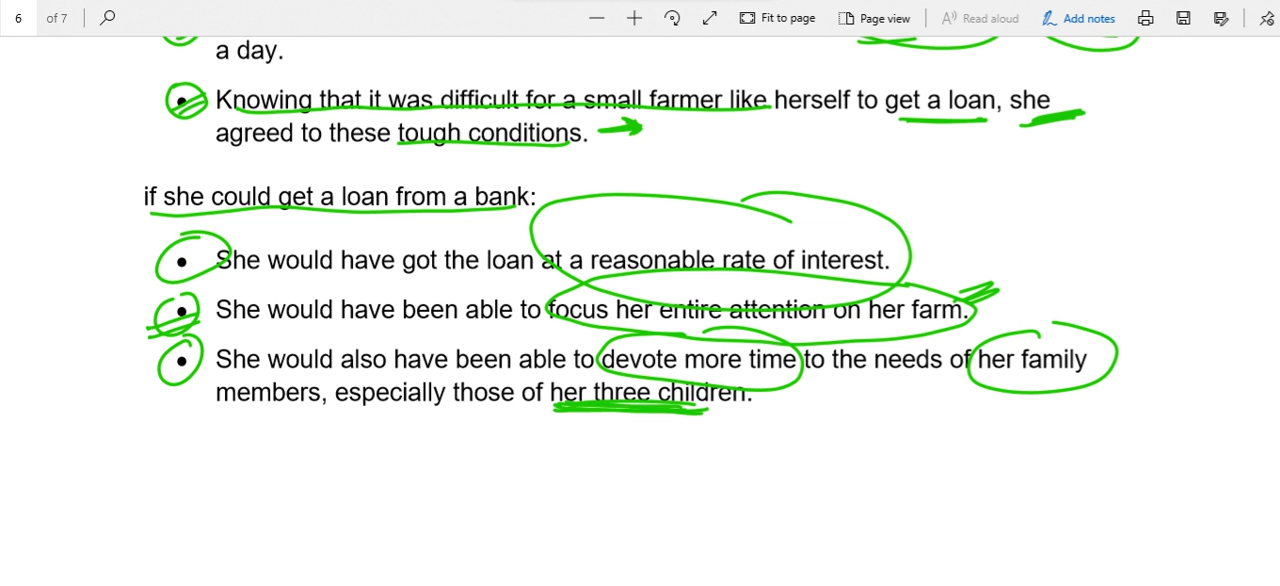 6 of 7 Fit to page Page view Read aloud Add notes
a day.
• Knowing that it was difficult for a small farmer like herself to get a loan, she
agreed to these tough conditions.
if she could get a loan from a bank:
• She would have got the loan at a reasonable rate of interest.
• She would have been able to focus her entire attention on her farm.
• She would also have been able to devote more time to the needs of her family
members, especially those of her three children.